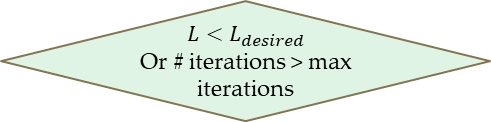 L < L_desired
Or # iterations > max
iterations